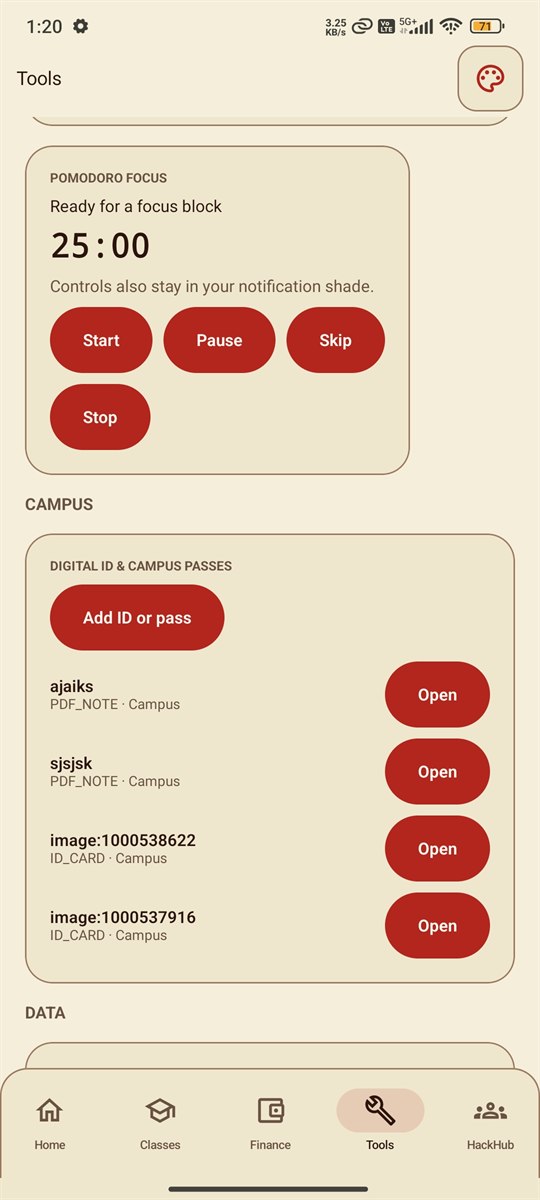 1:20
3.25
KB/s
Vo
LTE
5G+
71
Tools
POMODORO FOCUS
Ready for a focus block
25:00
Controls also stay in your notification shade.
Start
Pause
Skip
Stop
CAMPUS
DIGITAL ID & CAMPUS PASSES
Add ID or pass
ajaiks
PDF_NOTE · Campus
Open
sjsjsk
PDF_NOTE · Campus
Open
image:1000538622
ID_CARD · Campus
Open
image:1000537916
ID_CARD · Campus
Open
DATA
Home
Classes
Finance
Tools
HackHub